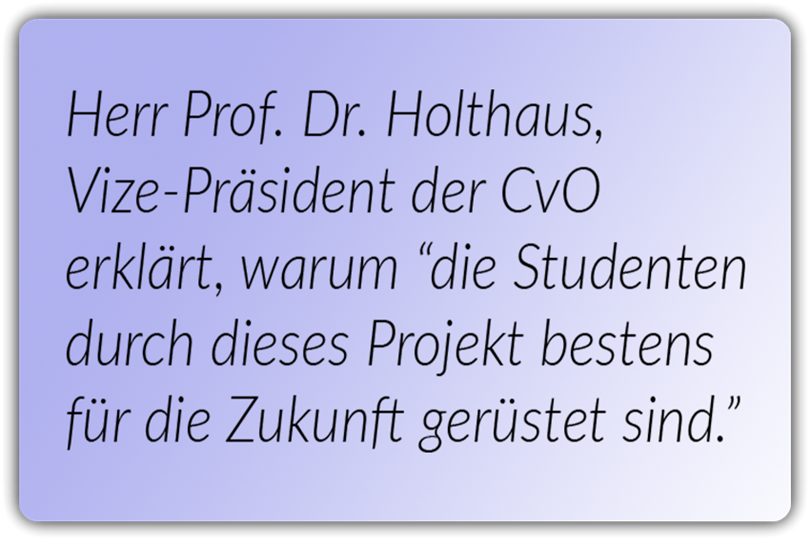 Herr Prof. Dr. Holthaus,
Vize-Präsident der CvO
erklärt, warum “die Studenten
durch dieses Projekt bestens
für die Zukunft gerüstet sind.”